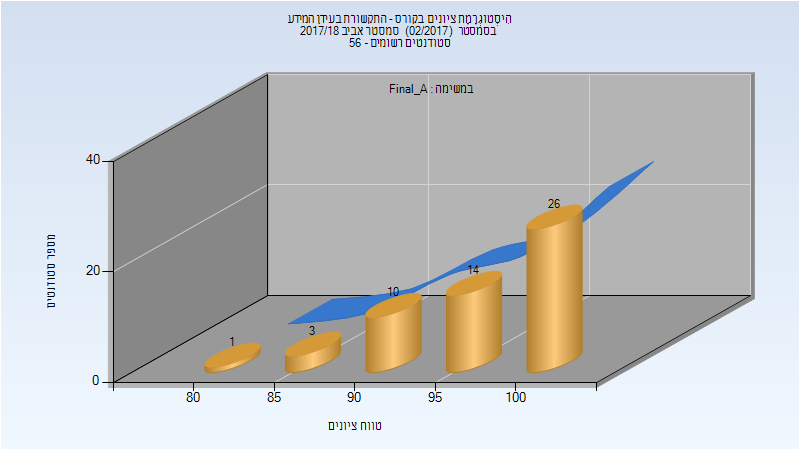 היסטוגרמת ציונים בקורס - התקשורת בעידן המידע
בסמסטר (02/2017) סמסטר אביב 2017/18
סטודנטים רשומים - 56
במשימה : Final_A
מספר סטודנטים
40
20
0
1
3
10
14
26
80
85
90
95
100
טווח ציונים